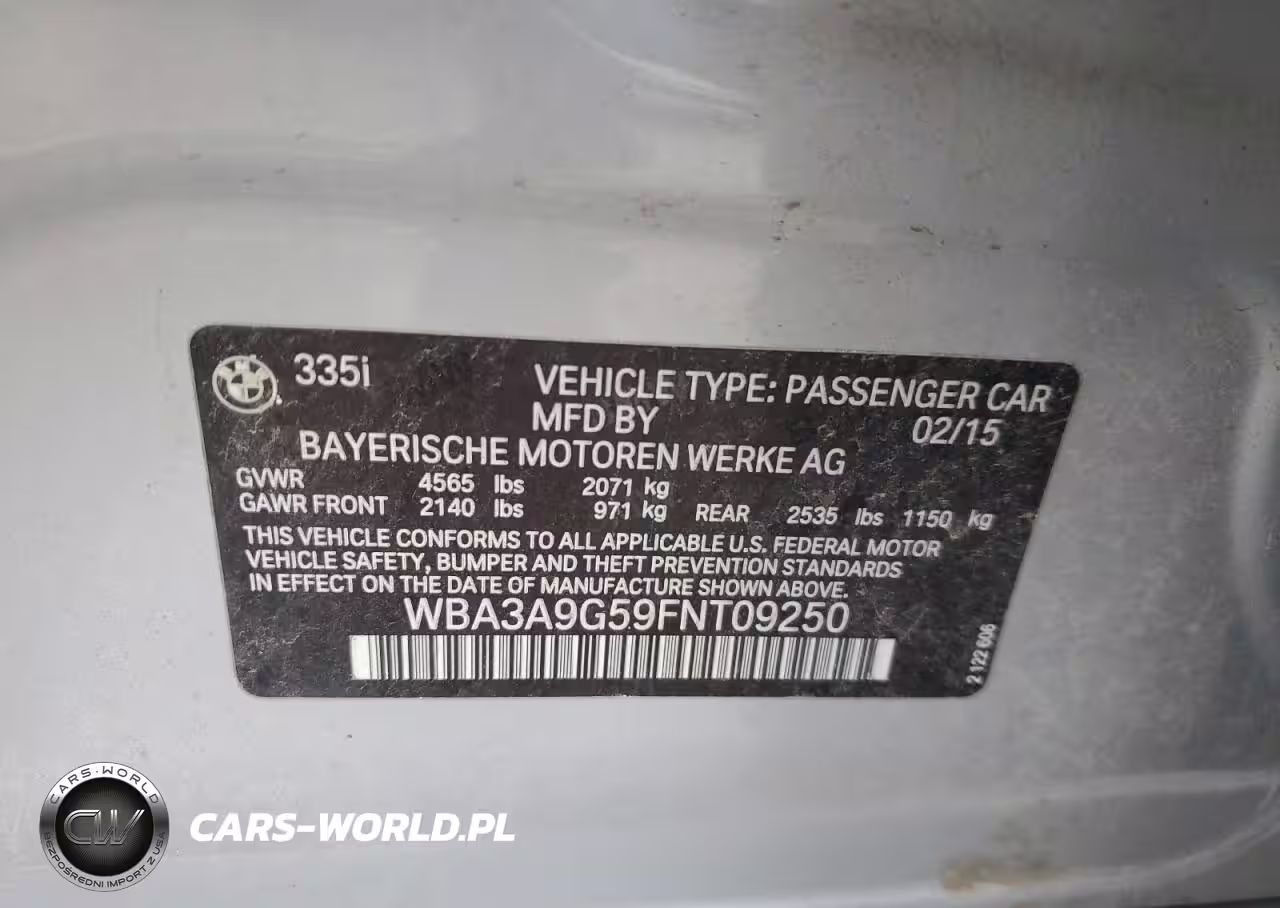 335i
VEHICLE TYPE: PASSENGER CAR
MFD BY 02/15
BAYERISCHE MOTOREN WERKE AG
GVWR 4565 lbs 2071 kg
GAWR FRONT 2140 lbs 971 kg REAR 2535 lbs 1150 kg
THIS VEHICLE CONFORMS TO ALL APPLICABLE U.S. FEDERAL MOTOR
VEHICLE SAFETY, BUMPER AND THEFT PREVENTION STANDARDS
IN EFFECT ON THE DATE OF MANUFACTURE SHOWN ABOVE.
WBA3A9G59FNT09250
2 122 606
CARS-WORLD
CW
BEZPOŚREDNI IMPORT Z USA
CARS-WORLD.PL